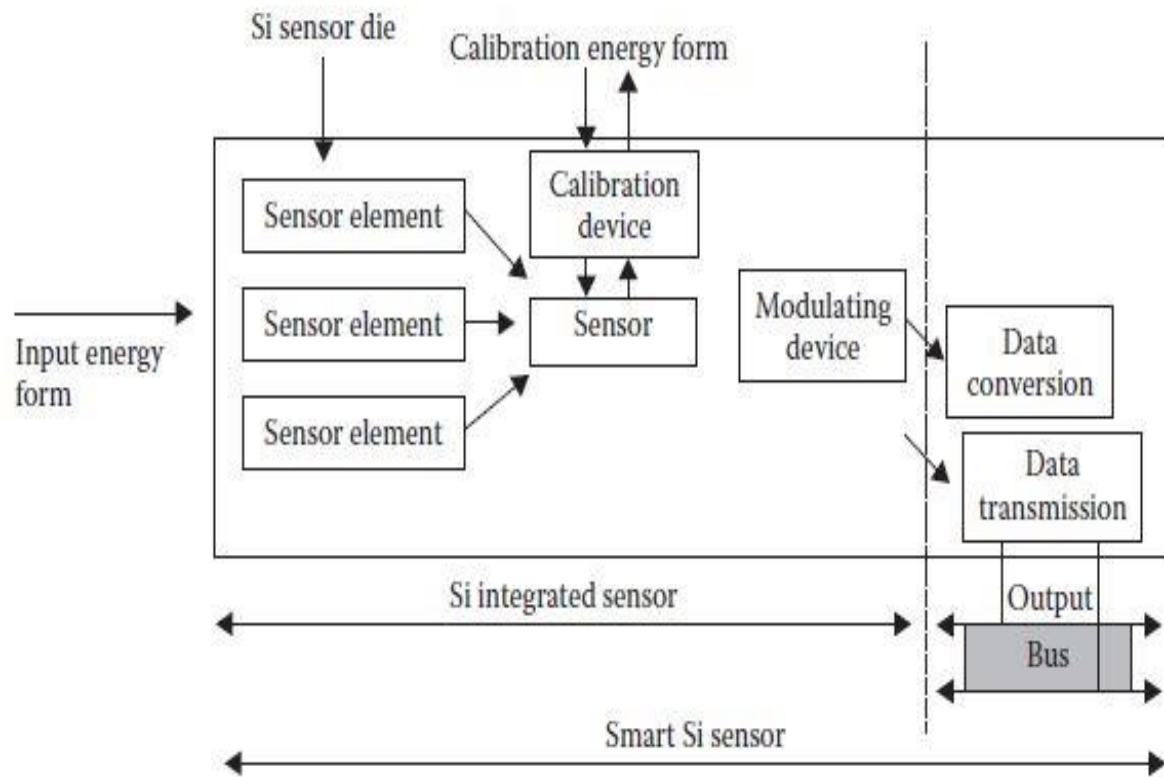 Si sensor die
Calibration energy form
Calibration
device
Sensor element
Sensor element
Sensor
Modulating
device
Input energy
form
Data
conversion
Sensor element
Data
transmission
Si integrated sensor
Output
Bus
Smart Si sensor